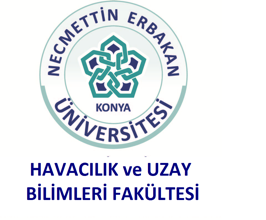 NECMETTİN ERBAKAN
KONYA
ÜNİVERSİTESİ
HAVACILIK ve UZAY
BİLİMLERİ FAKÜLTESİ